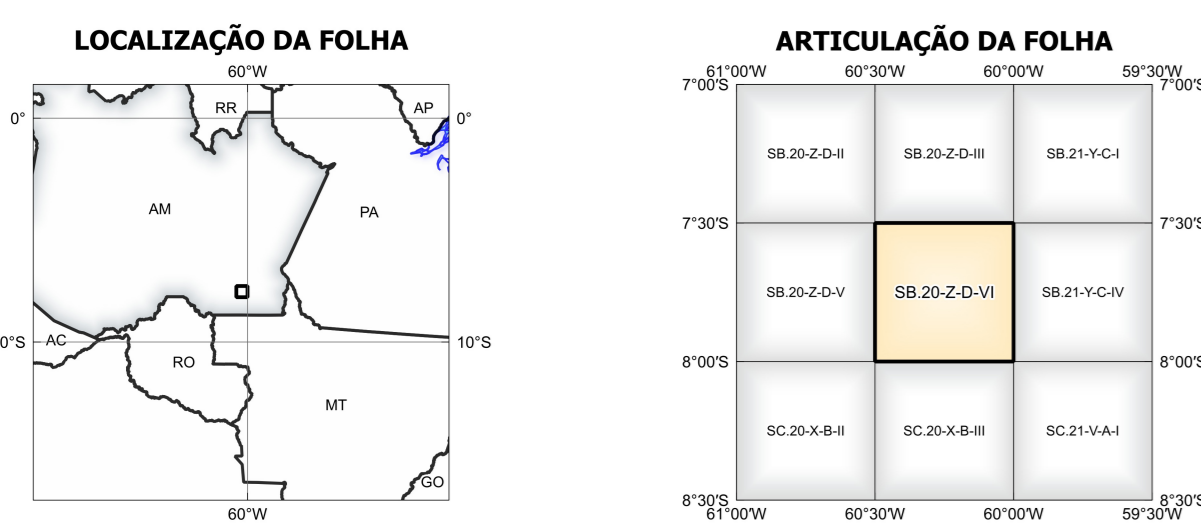 LOCALIZAÇÃO DA FOLHA
60°W
RR
AP
0°
0°
AM
PA
AC
0°S
10°S
RO
MT
GO
60°W
ARTICULAÇÃO DA FOLHA
61°00'W
60°30'W
60°00'W
59°30'W
7°00'S
7°00'S
SB.20-Z-D-II
SB.20-Z-D-III
SB.21-Y-C-I
7°30'S
7°30'S
SB.20-Z-D-V
SB.20-Z-D-VI
SB.21-Y-C-IV
8°00'S
8°00'S
SC.20-X-B-II
SC.20-X-B-III
SC.21-V-A-I
8°30'S
8°30'S
61°00'W
60°30'W
60°00'W
59°30'W